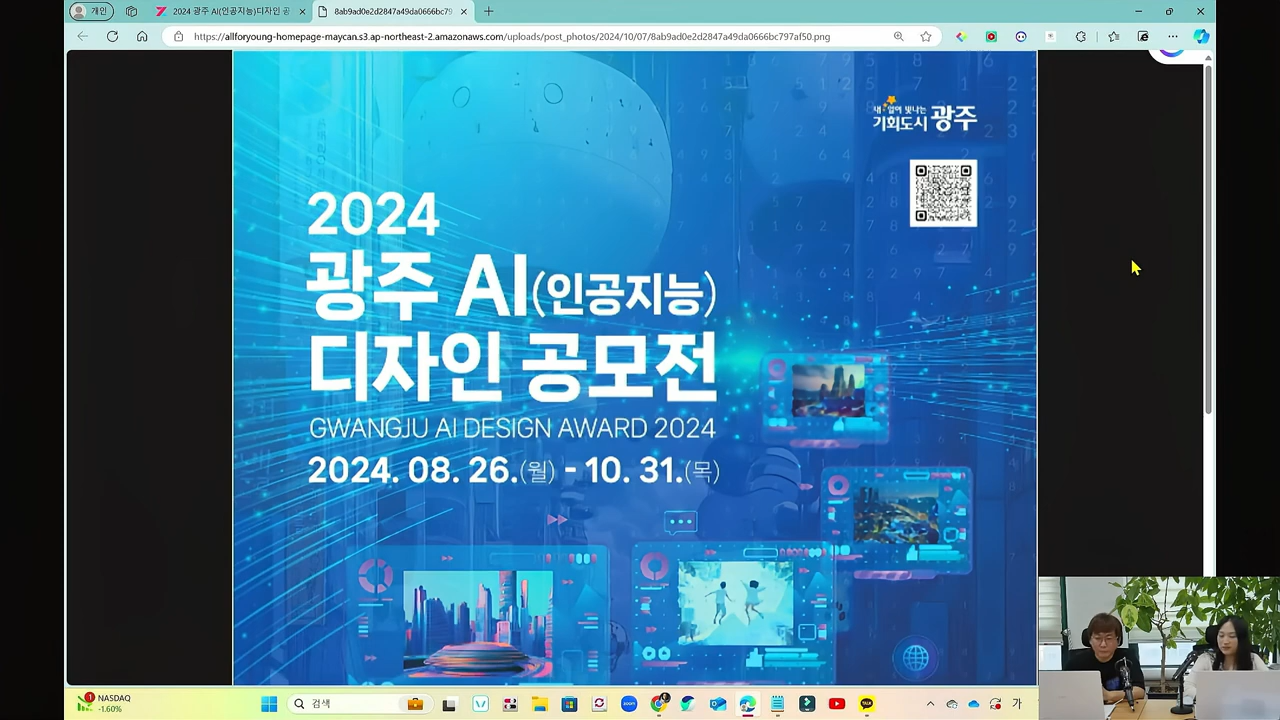 개인
2024 광주 AI(인공지능)디자인 공
8ab9ad0e2d2847a49da0666bc79
https://allforyoung-homepage-maycan.s3.ap-northeast-2.amazonaws.com/uploads/post_photos/2024/10/07/8ab9ad0e2d2847a49da0666bc797af50.png
기회도시 광주
2024
광주 AI(인공지능)
디자인 공모전
GWANGJU AI DESIGN AWARD 2024
2024. 08. 26.(월) - 10. 31.(목)
1
NASDAQ
-1.60%
검색
zoom
TALK
가